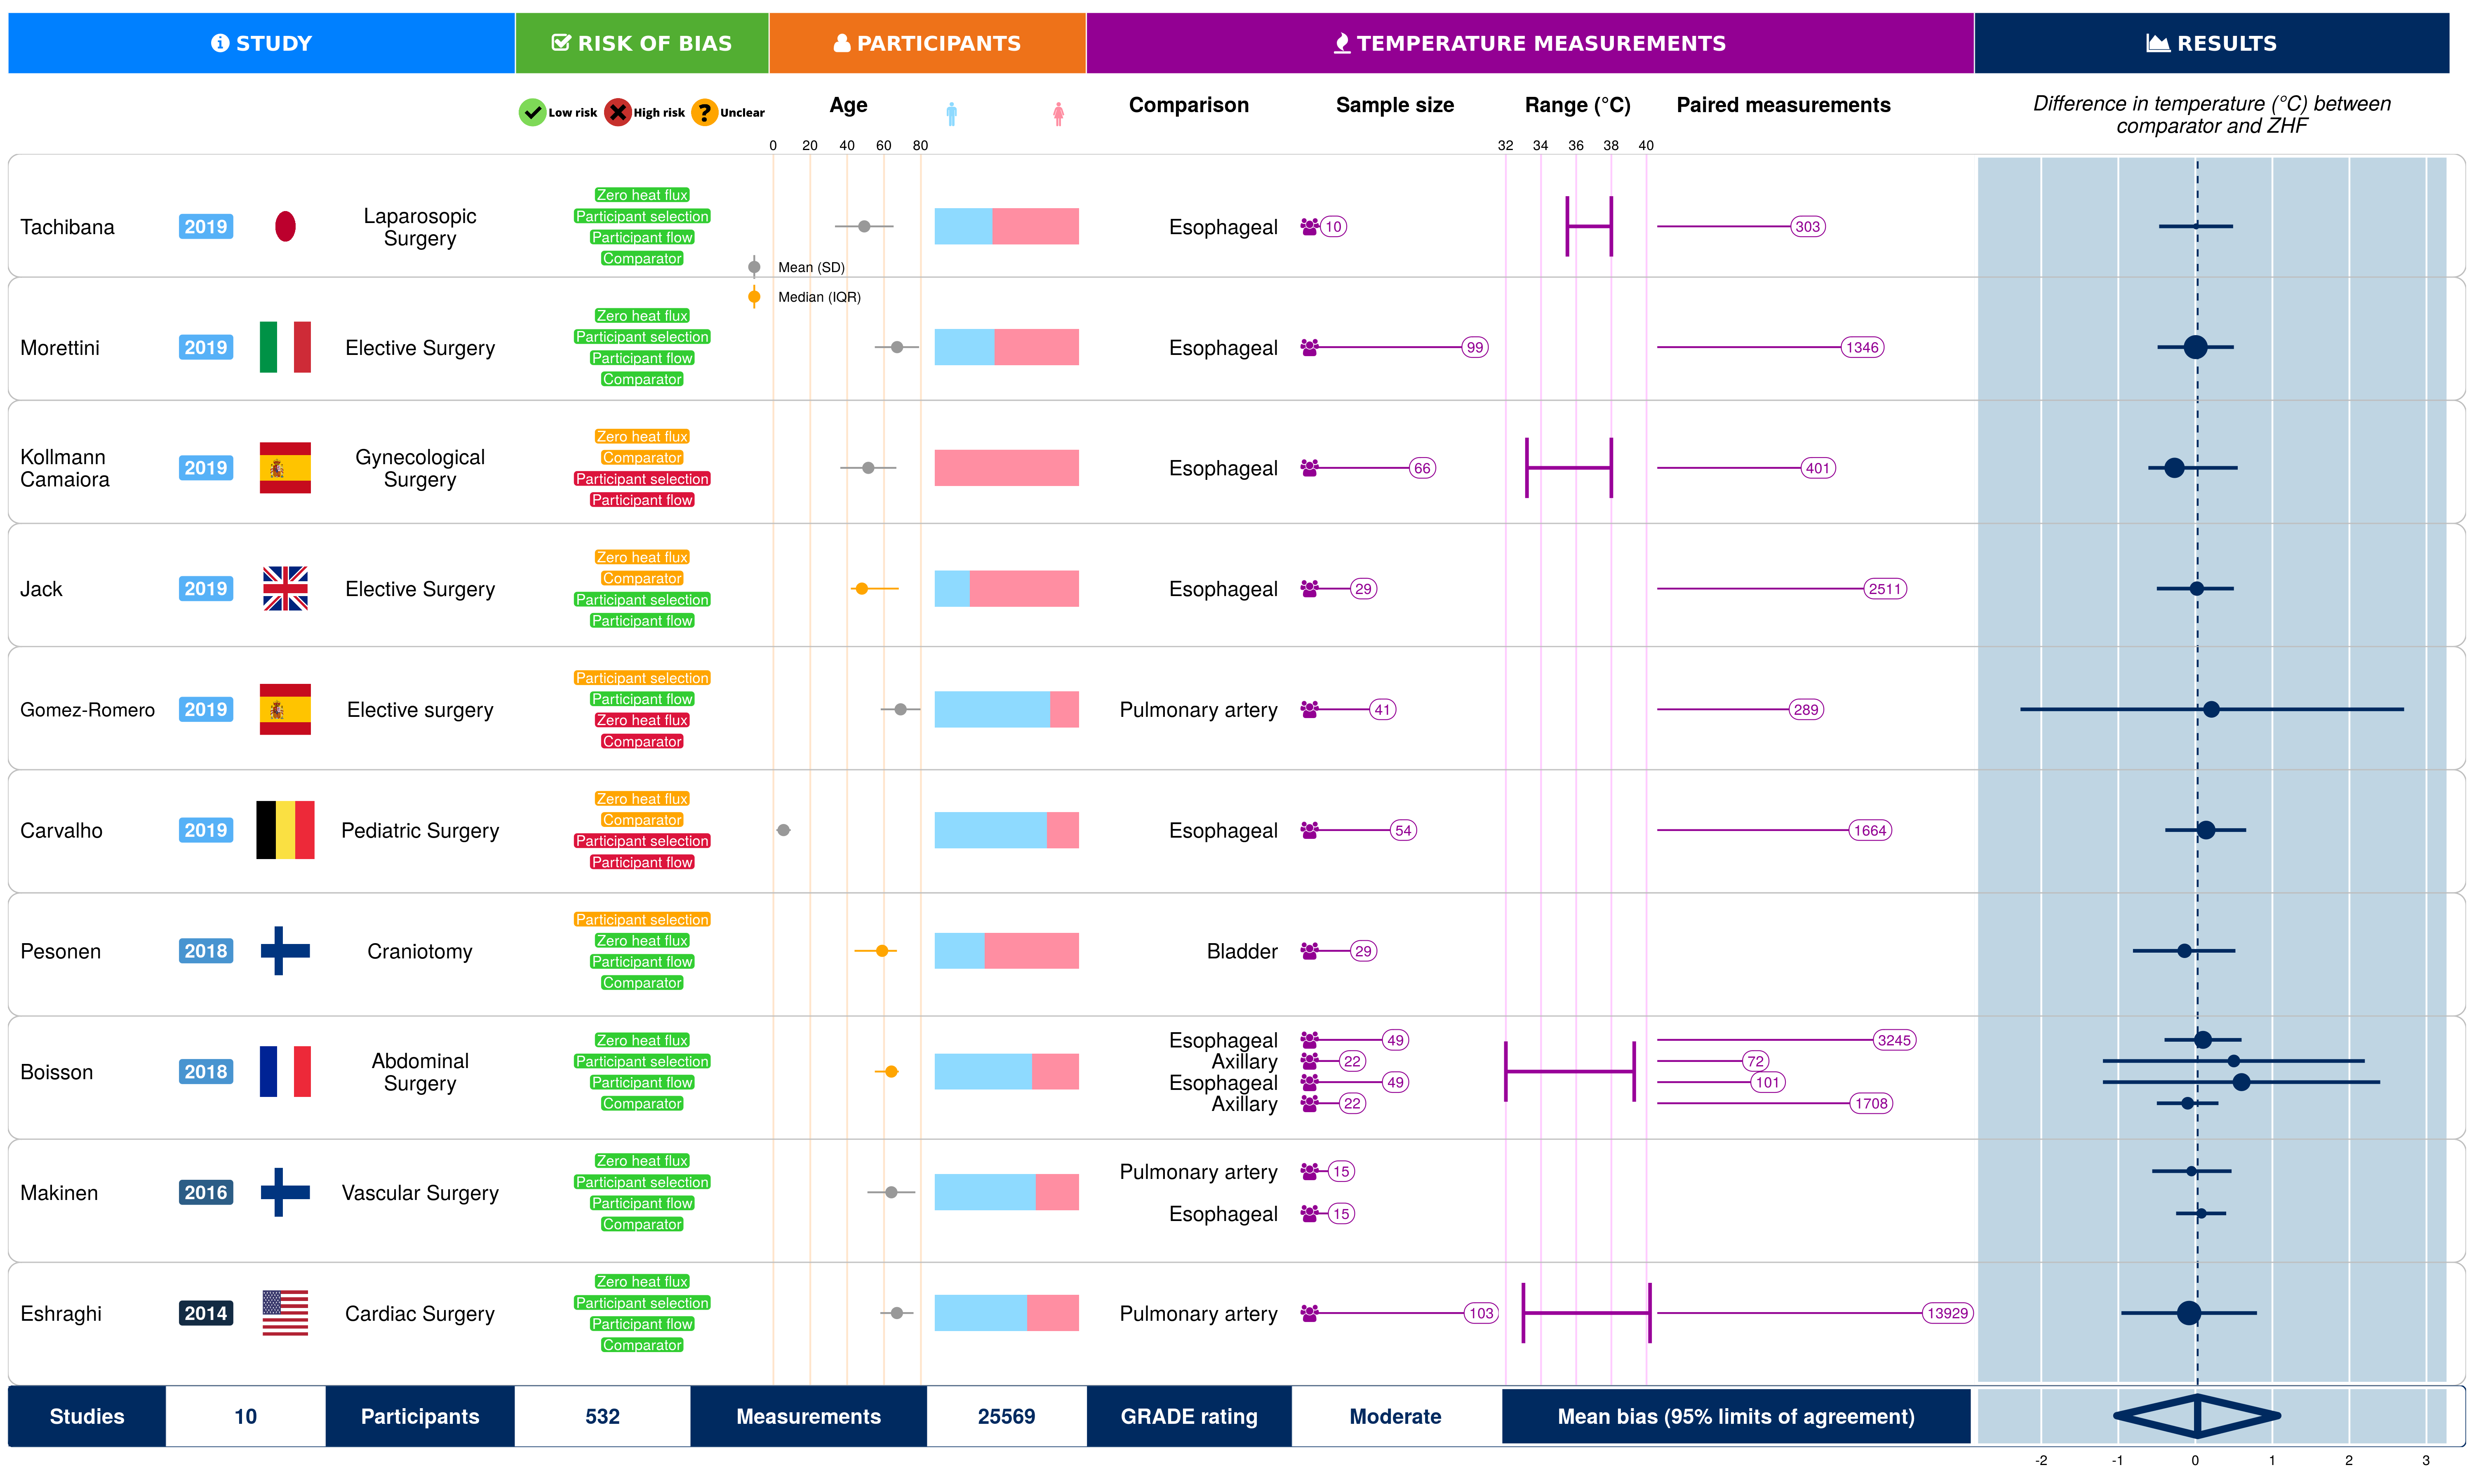 STUDY
RISK OF BIAS
PARTICIPANTS
TEMPERATURE MEASUREMENTS
RESULTS
Low risk
High risk
Unclear
Age
Comparison
Sample size
Range (°C)
Paired measurements
Difference in temperature (°C) between
comparator and ZHF
0 20 40 60 80
32 34 36 38 40
Tachibana
2019
Laparosopic
Surgery
Zero heat flux
Participant selection
Participant flow
Comparator
Esophageal
10
303
Mean (SD)
Median (IQR)
Morettini
2019
Elective Surgery
Zero heat flux
Participant selection
Participant flow
Comparator
Esophageal
99
1346
Kollmann
Camaiora
2019
Gynecological
Surgery
Zero heat flux
Comparator
Participant selection
Participant flow
Esophageal
66
401
Jack
2019
Elective Surgery
Zero heat flux
Comparator
Participant selection
Participant flow
Esophageal
29
2511
Gomez-Romero
2019
Elective surgery
Participant selection
Participant flow
Zero heat flux
Comparator
Pulmonary artery
41
289
Carvalho
2019
Pediatric Surgery
Zero heat flux
Comparator
Participant selection
Participant flow
Esophageal
54
1664
Pesonen
2018
Craniotomy
Participant selection
Zero heat flux
Participant flow
Comparator
Bladder
29
Boisson
2018
Abdominal
Surgery
Zero heat flux
Participant selection
Participant flow
Comparator
Esophageal
49
3245
Axillary
22
72
Esophageal
49
101
Axillary
22
1708
Makinen
2016
Vascular Surgery
Zero heat flux
Participant selection
Participant flow
Comparator
Pulmonary artery
15
Esophageal
15
Eshraghi
2014
Cardiac Surgery
Zero heat flux
Participant selection
Participant flow
Comparator
Pulmonary artery
103
13929
Studies
10
Participants
532
Measurements
25569
GRADE rating
Moderate
Mean bias (95% limits of agreement)
-2 -1 0 1 2 3